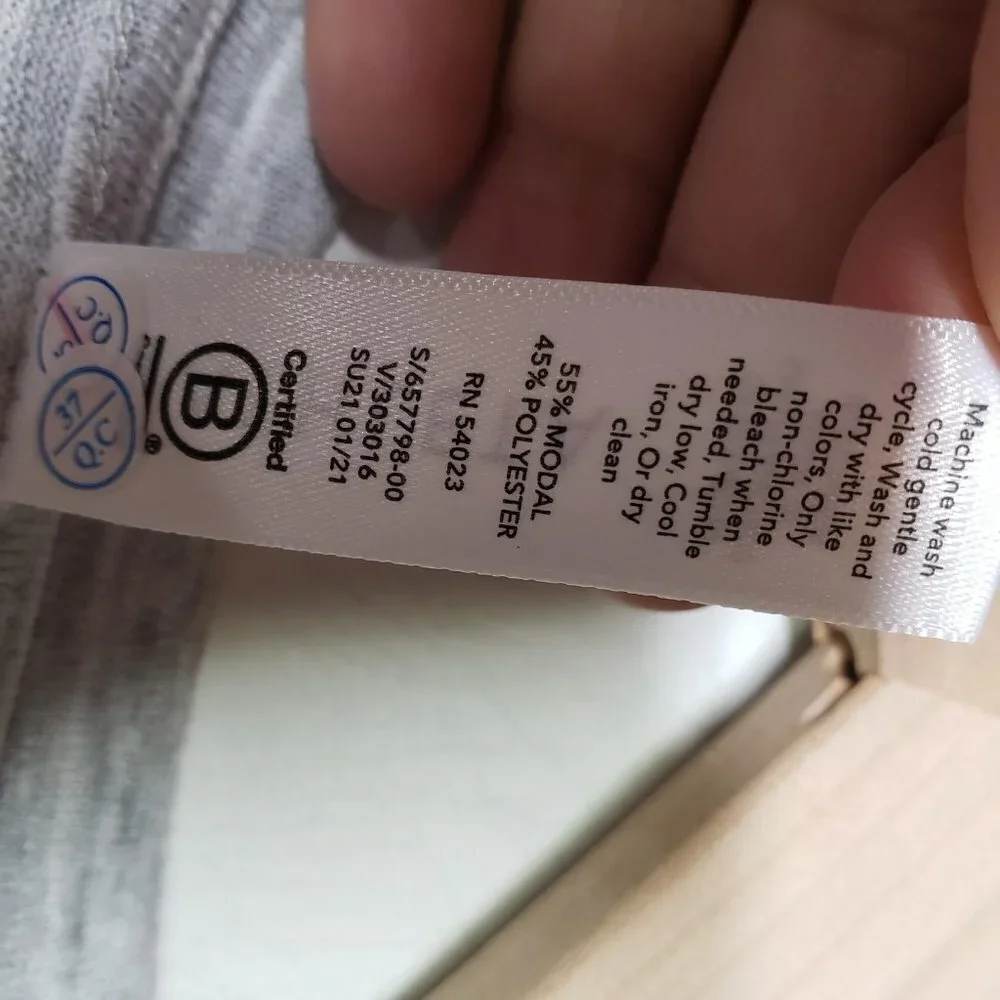 Machine wash
cold gentle
cycle, Wash and
dry with like
colors, Only
non-chlorine
bleach when
needed, Tumble
dry low, Cool
iron, Or dry
clean
55% MODAL
45% POLYESTER
RN 54023
S/657798-00
V/303016
SU21 01/21
Certified
B
®
Q.C
37
Q.C